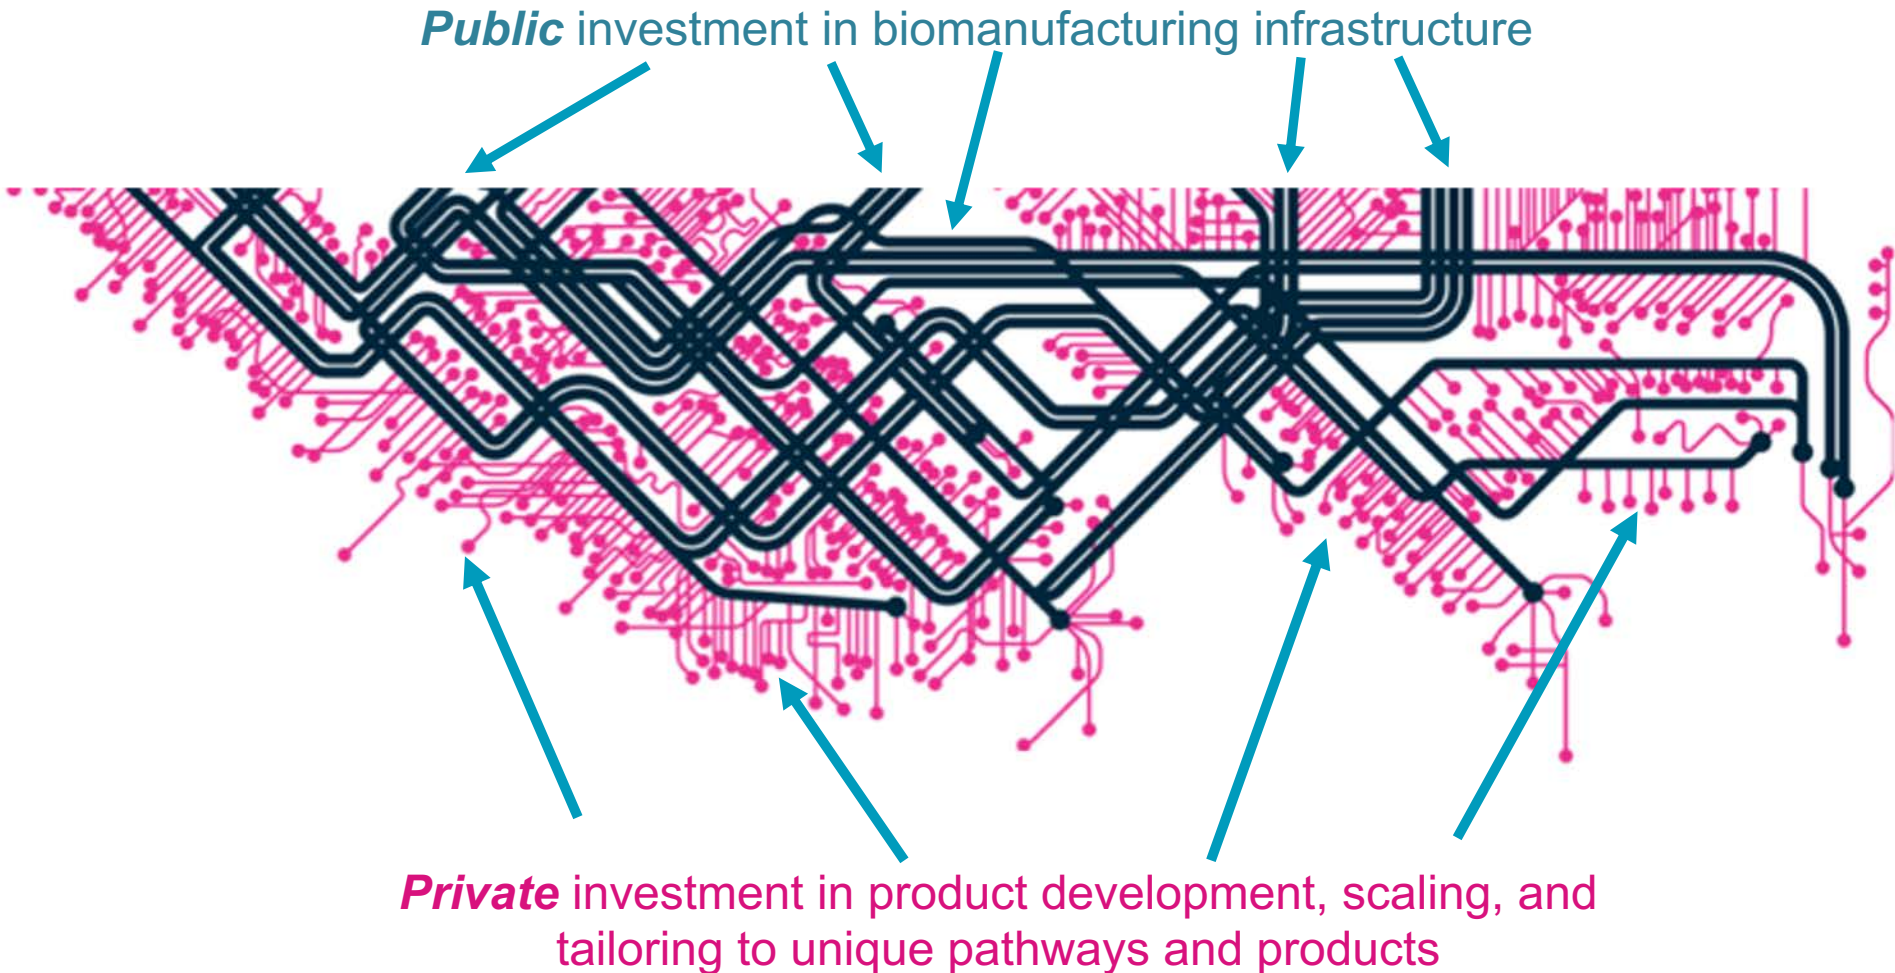 Public investment in biomanufacturing infrastructure
Private investment in product development, scaling, and
tailoring to unique pathways and products